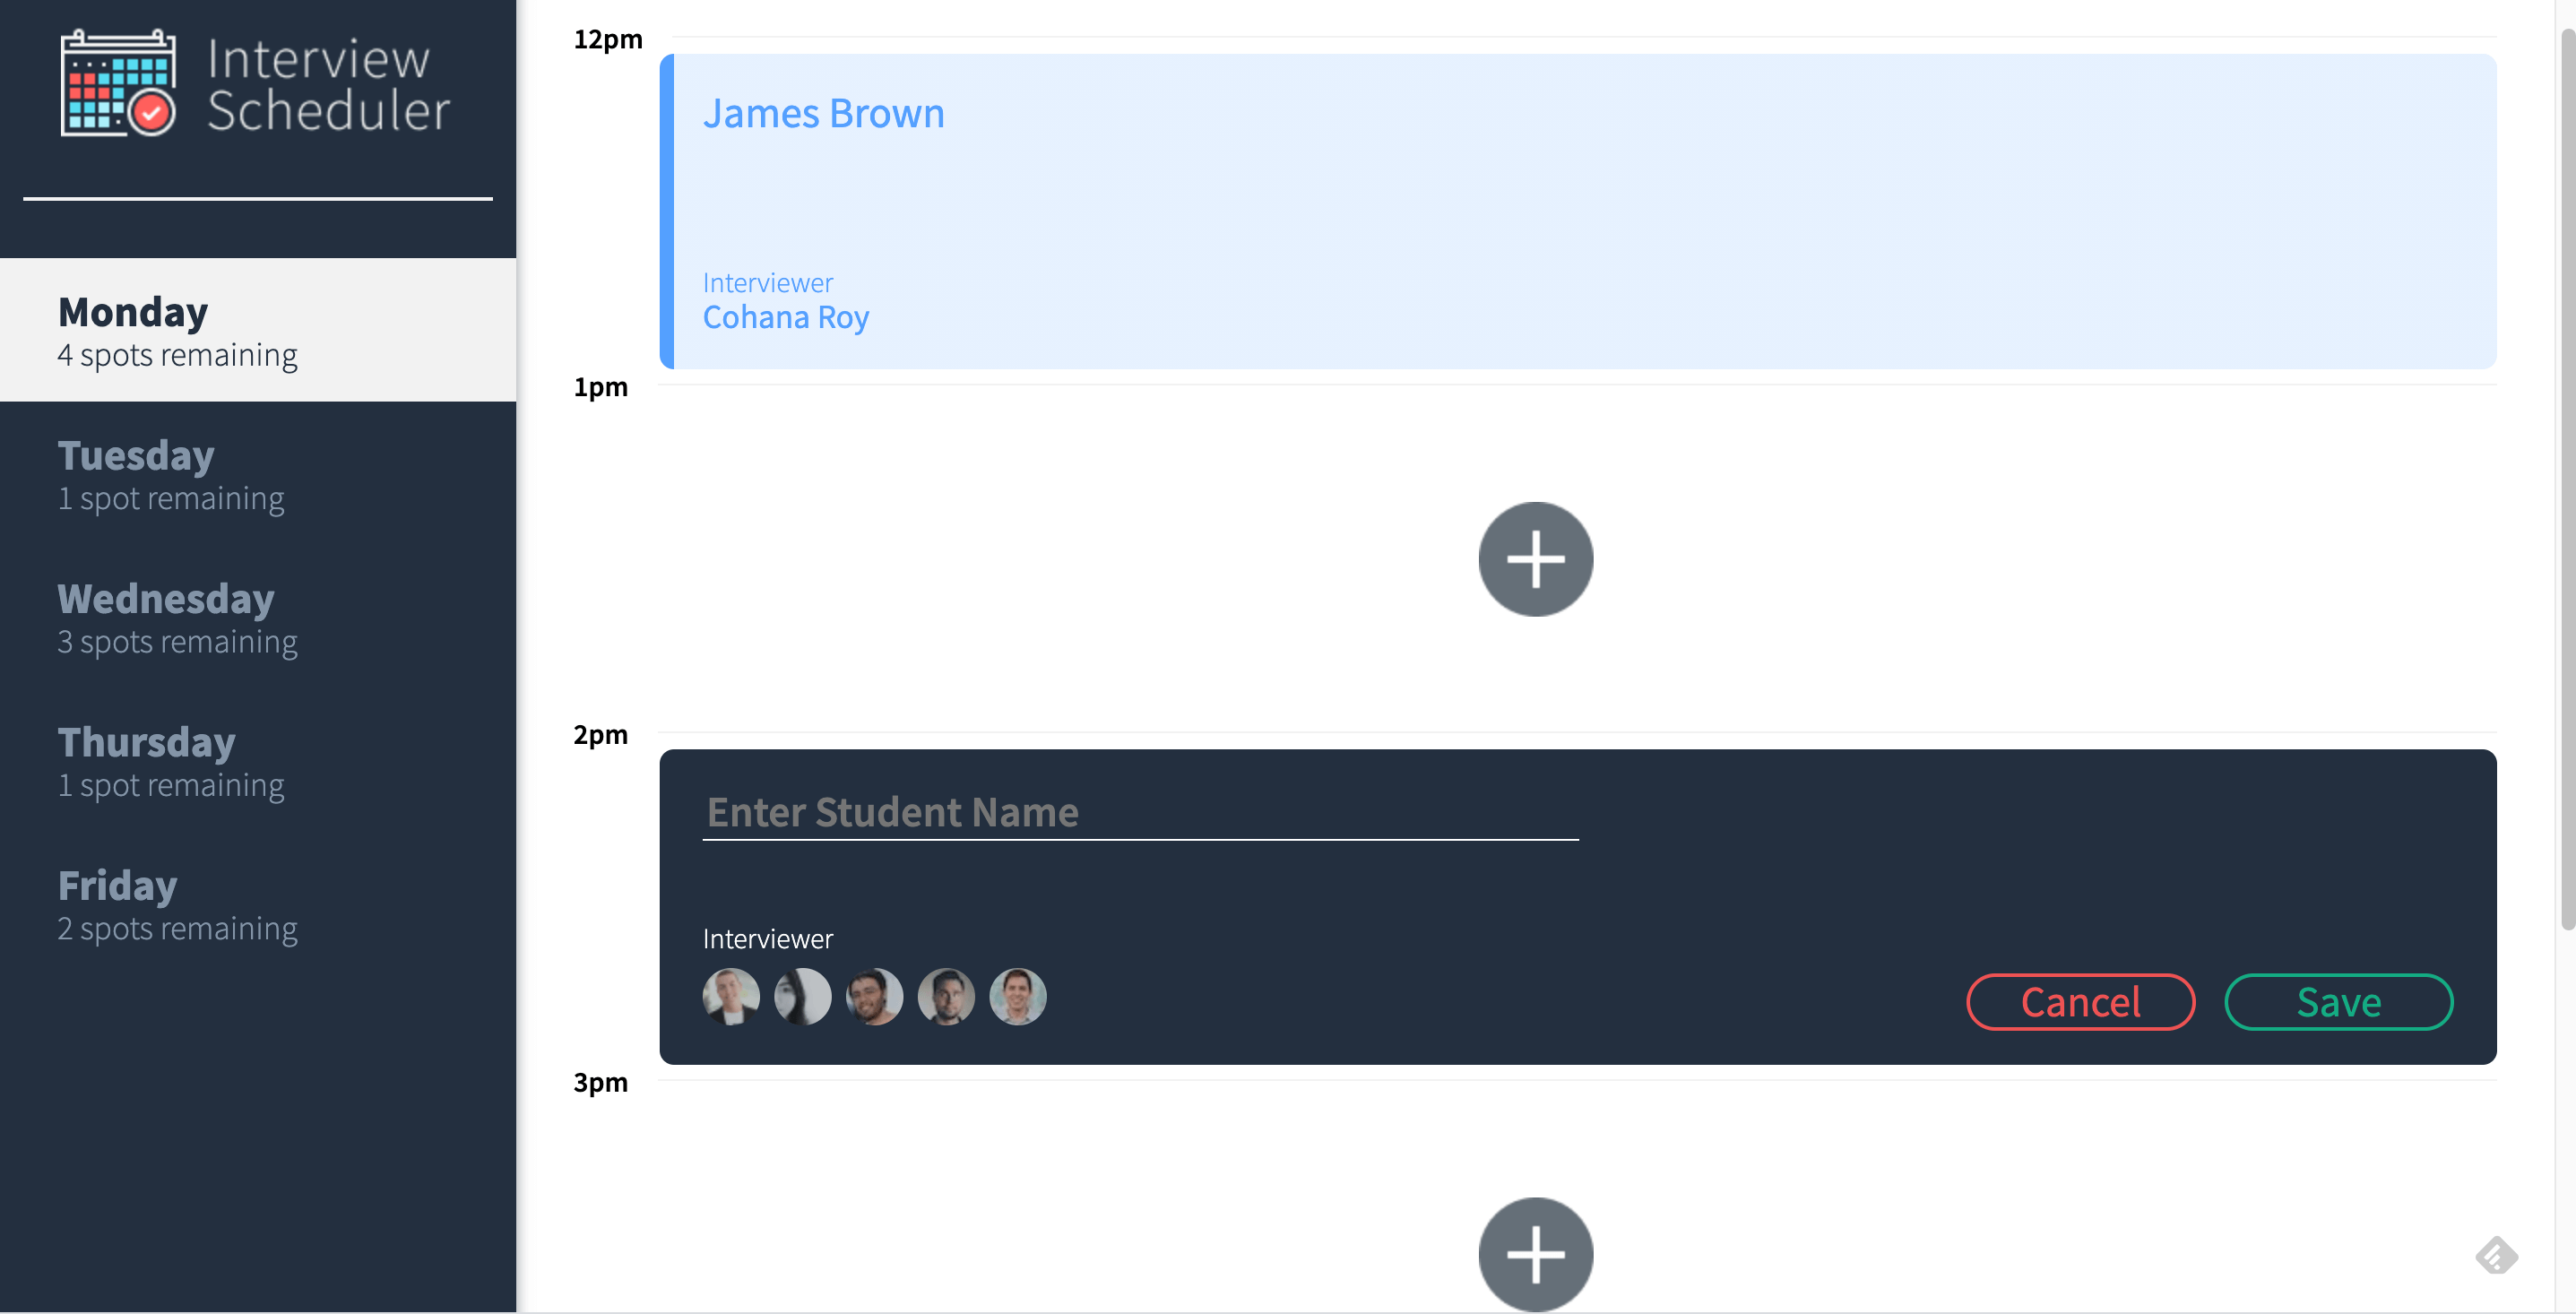 Interview
Scheduler
Monday
4 spots remaining
Tuesday
1 spot remaining
Wednesday
3 spots remaining
Thursday
1 spot remaining
Friday
2 spots remaining
12pm
James Brown
Interviewer
Cohana Roy
1pm
2pm
Enter Student Name
Interviewer
Cancel
Save
3pm